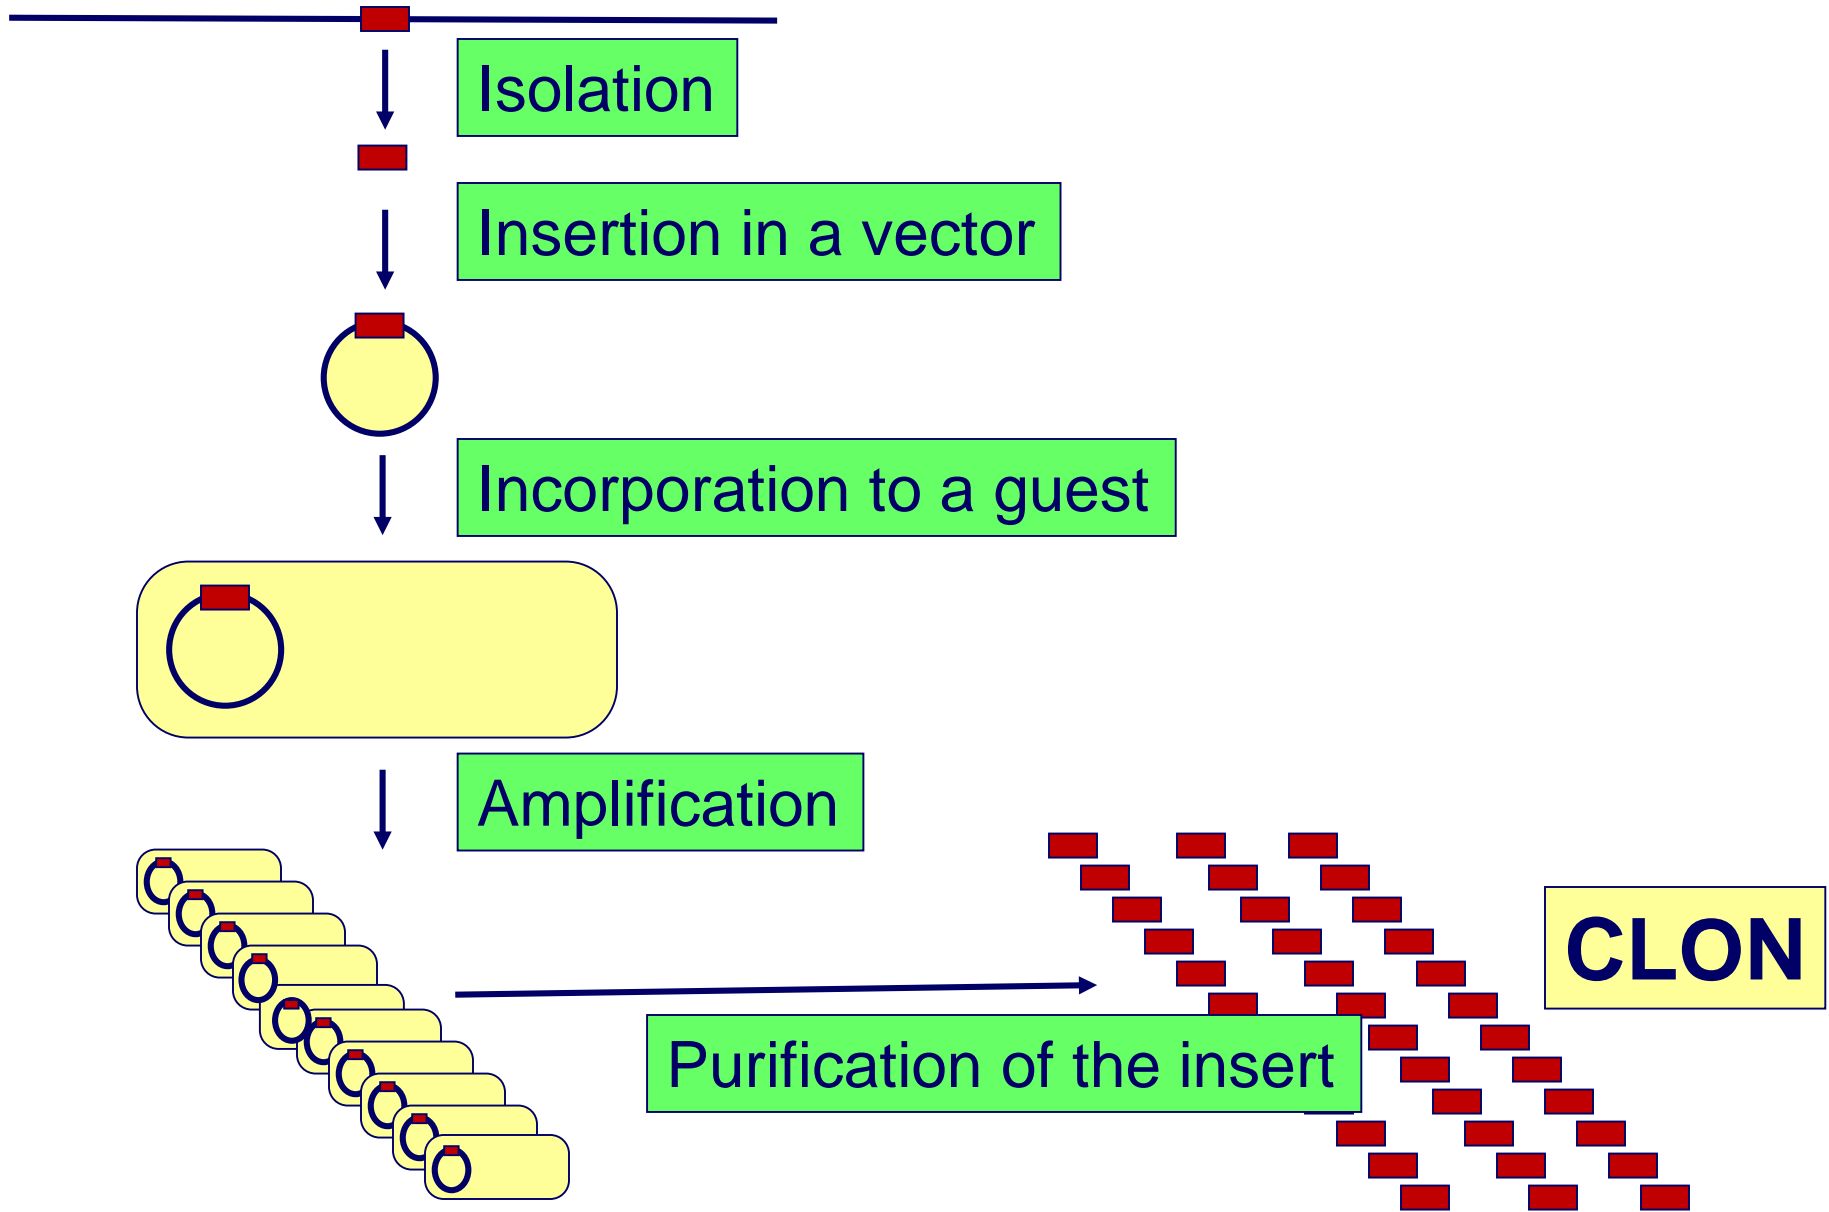 Isolation
Insertion in a vector
Incorporation to a guest
Amplification
CLON
Purification of the insert